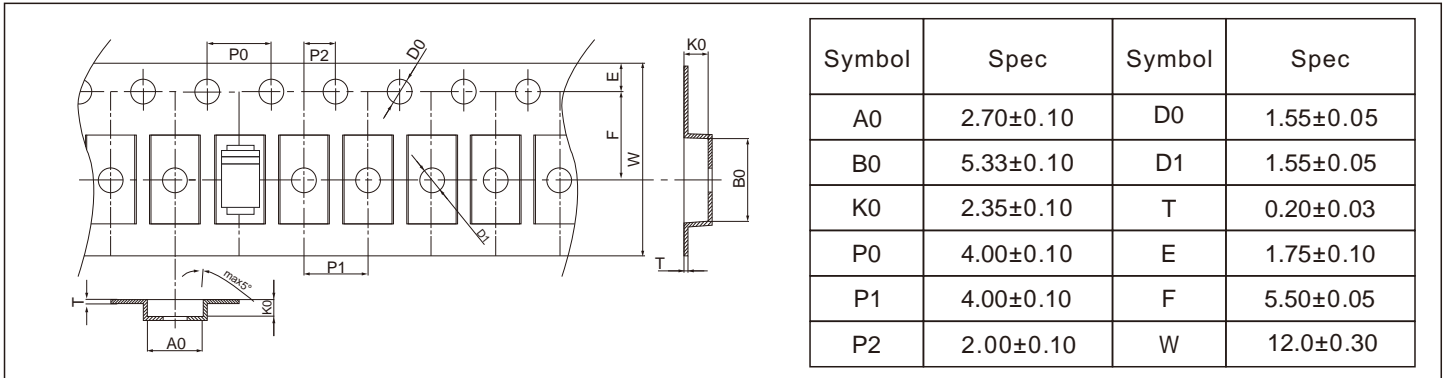 P0
P2
D0
E
F
W
D1
P1
T
max5°
K0
A0
K0
B0
T
Symbol Spec Symbol Spec
A0 2.70±0.10 D0 1.55±0.05
B0 5.33±0.10 D1 1.55±0.05
K0 2.35±0.10 T 0.20±0.03
P0 4.00±0.10 E 1.75±0.10
P1 4.00±0.10 F 5.50±0.05
P2 2.00±0.10 W 12.0±0.30